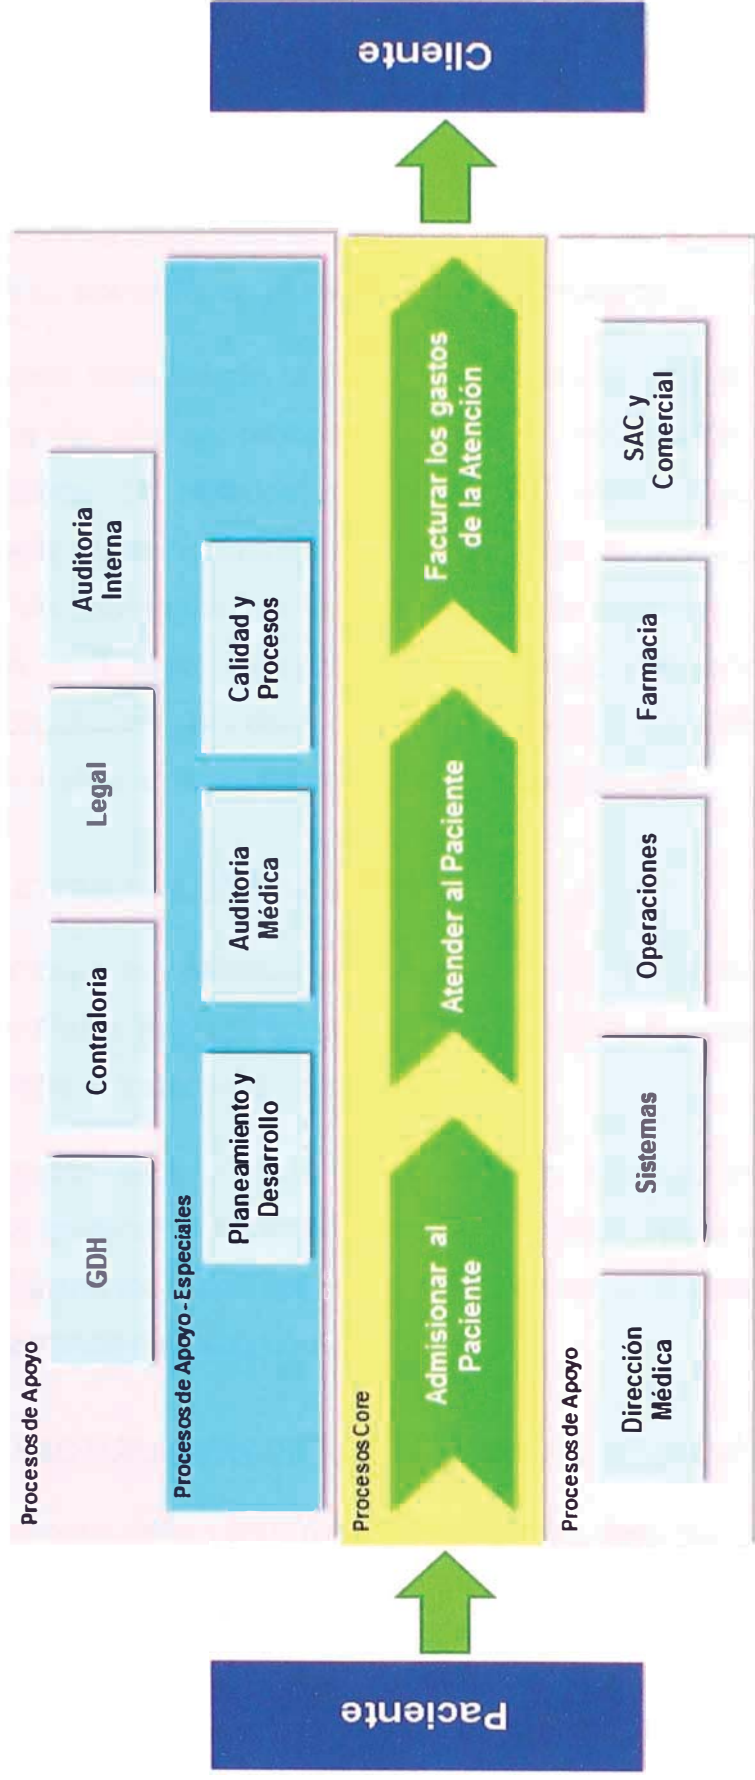 Paciente
Procesos de Apoyo
GDH
Contraloria
Legal
Auditoria
Interna
Procesos de Apoyo - Especiales
Planeamiento y
Desarrollo
Auditoria
Médica
Calidad y
Procesos
Procesos Core
Admisionar al
Paciente
Atender al Paciente
Facturar los gastos
de la Atención
Procesos de Apoyo
Dirección
Médica
Sistemas
Operaciones
Farmacia
SAC y
Comercial
Cliente